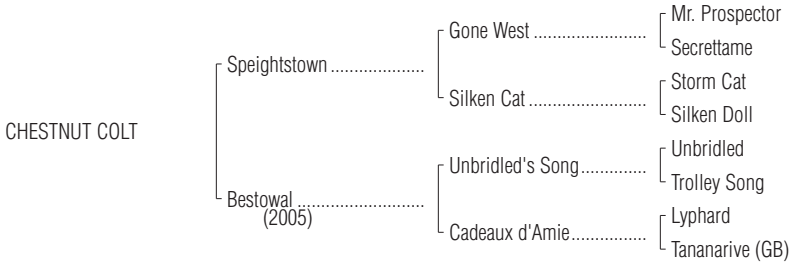 Mr. Prospector
Gone West ........................
Secrettame
Speightstown ....................
Storm Cat
Silken Cat .........................
Silken Doll
CHESTNUT COLT
Unbridled
Unbridled's Song..............
Trolley Song
Bestowal ...........................
(2005)
Lyphard
Cadeaux d'Amie................
Tananarive (GB)